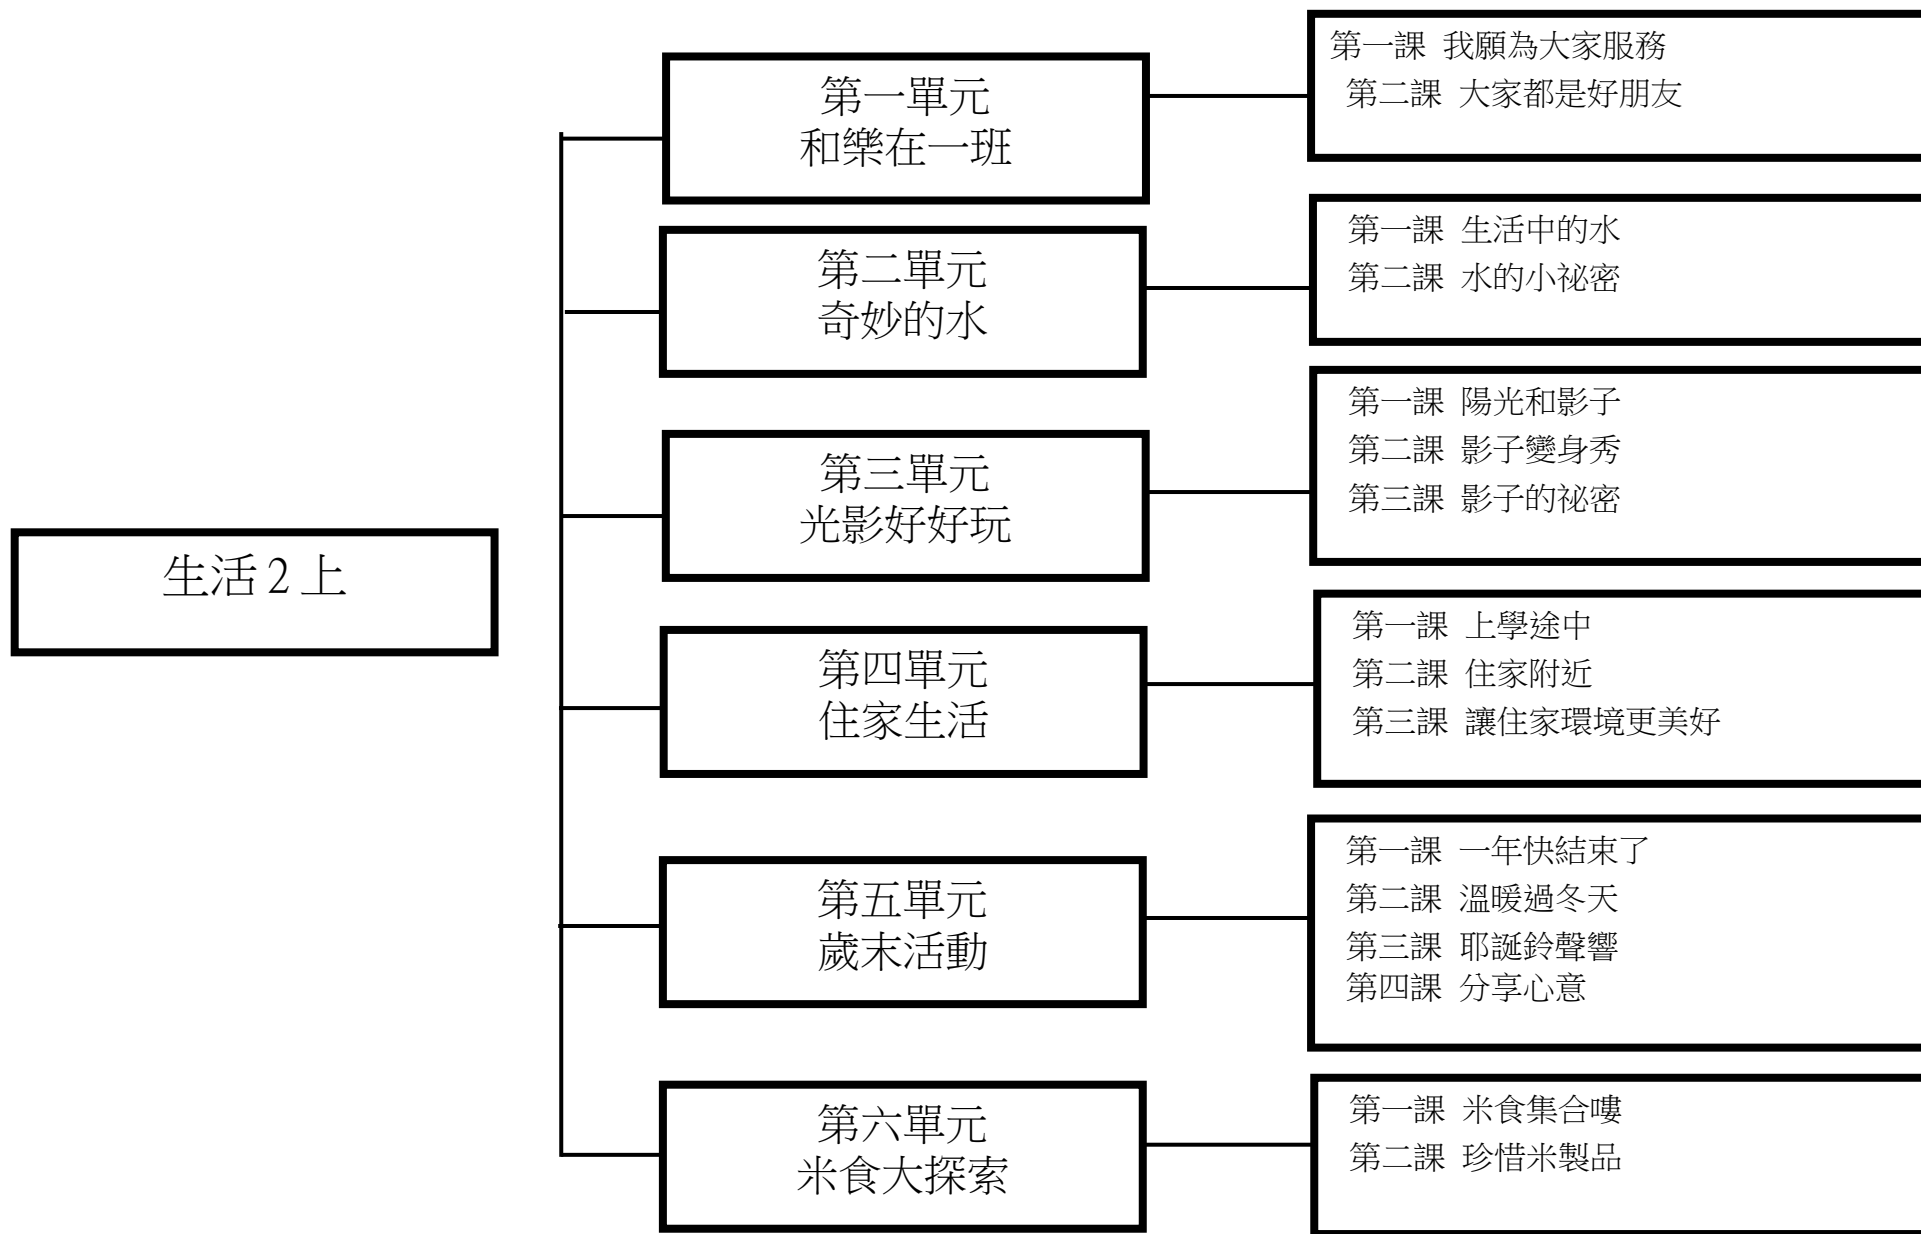 生活2上
第一單元
和樂在一班
第一課 我願為大家服務
第二課 大家都是好朋友
第二單元
奇妙的水
第一課 生活中的水
第二課 水的小祕密
第三單元
光影好好玩
第一課 陽光和影子
第二課 影子變身秀
第三課 影子的祕密
第四單元
住家生活
第一課 上學途中
第二課 住家附近
第三課 讓住家環境更美好
第五單元
歲末活動
第一課 一年快結束了
第二課 溫暖過冬天
第三課 耶誕鈴聲響
第四課 分享心意
第六單元
米食大探索
第一課 米食集合嘍
第二課 珍惜米製品